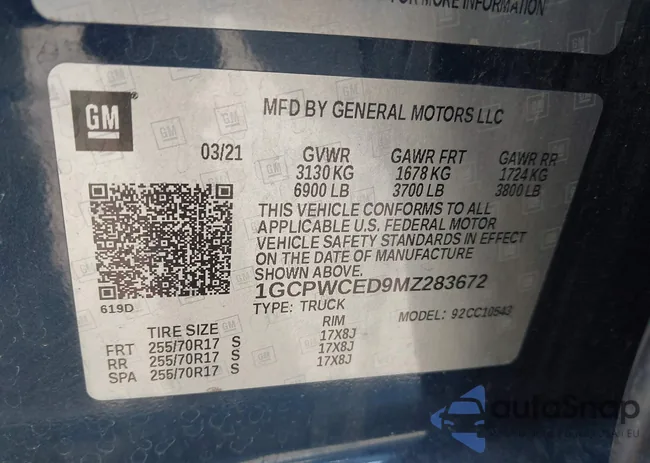 FOR MORE INFORMATION
GM
MFD BY GENERAL MOTORS LLC
03/21 GVWR GAWR FRT GAWR RR
3130 KG 1678 KG 1724 KG
6900 LB 3700 LB 3800 LB
THIS VEHICLE CONFORMS TO ALL
APPLICABLE U.S. FEDERAL MOTOR
VEHICLE SAFETY STANDARDS IN EFFECT
ON THE DATE OF MANUFACTURE
SHOWN ABOVE.
1GCPWCED9MZ283672
619D
TYPE: TRUCK MODEL: 92CC10543
TIRE SIZE RIM
FRT 255/70R17 S 17X8J
RR 255/70R17 S 17X8J
SPA 255/70R17 S 17X8J
autoSnap